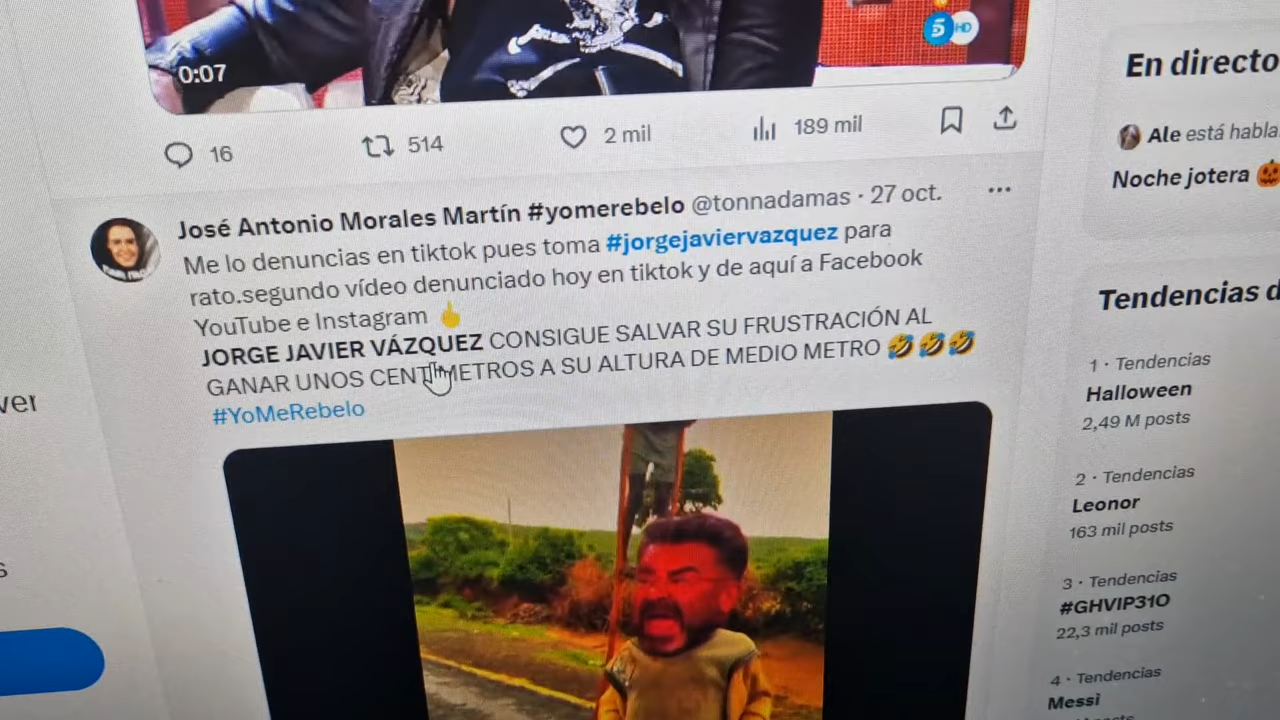 0:07
5 HD
16 514 2 mil 189 mil
José Antonio Morales Martín #yomerebelo @tonnadamas · 27 oct.
Me lo denuncias en tiktok pues toma #jorgejaviervazquez para
rato.segundo vídeo denunciado hoy en tiktok y de aquí a Facebook
YouTube e Instagram
JORGE JAVIER VÁZQUEZ CONSIGUE SALVAR SU FRUSTRACIÓN AL
GANAR UNOS CENTIMETROS A SU ALTURA DE MEDIO METRO 🤣🤣🤣
#YoMeRebelo
ver
s
En directo
Ale está habla
Noche jotera 🎃
Tendencias d
1 · Tendencias
Halloween
2,49 M posts
2 · Tendencias
Leonor
163 mil posts
3 · Tendencias
#GHVIP31O
22,3 mil posts
4 · Tendencias
Messi